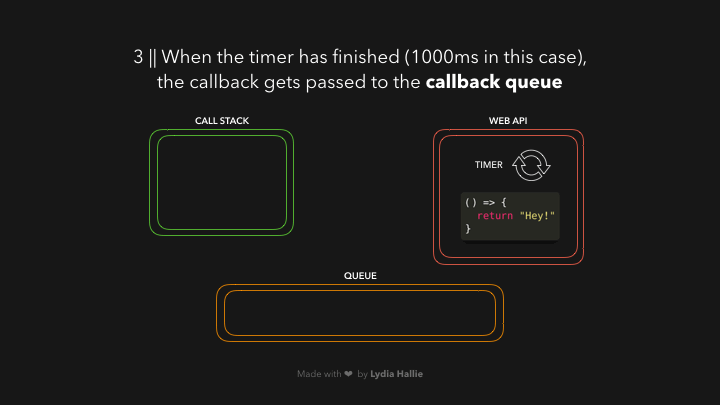 3 || When the timer has finished (1000ms in this case),
the callback gets passed to the callback queue
CALL STACK
WEB API
TIMER
() => {
  return "Hey!"
}
QUEUE
Made with ❤ by Lydia Hallie